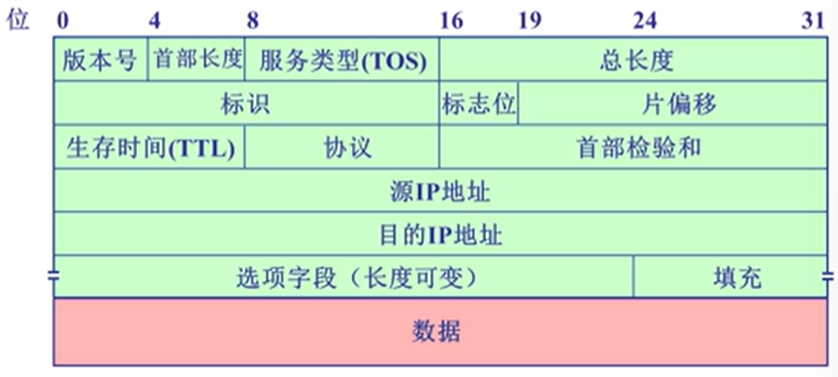 位 0 4 8 16 19 24 31
版本号 首部长度 服务类型(TOS) 总长度
标识 标志位 片偏移
生存时间(TTL) 协议 首部检验和
源IP地址
目的IP地址
选项字段（长度可变） 填充
数据